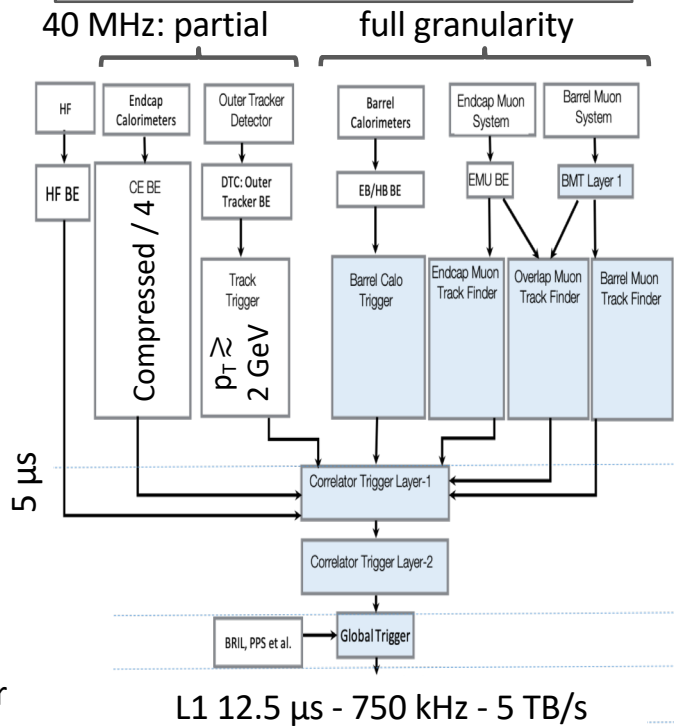 40 MHz: partial
full granularity
HF
Endcap
Calorimeters
Outer Tracker
Detector
Barrel
Calorimeters
Endcap Muon
System
Barrel Muon
System
HF BE
CE BE
Compressed / 4
DTC: Outer
Tracker BE
EB/HB BE
EMU BE
BMT Layer 1
Track
Trigger
p_T ≳
2 GeV
Barrel Calo
Trigger
Endcap Muon
Track Finder
Overlap Muon
Track Finder
Barrel Muon
Track Finder
5 μs
Correlator Trigger Layer-1
Correlator Trigger Layer-2
BRIL, PPS et al.
Global Trigger
r
L1 12.5 μs - 750 kHz - 5 TB/s